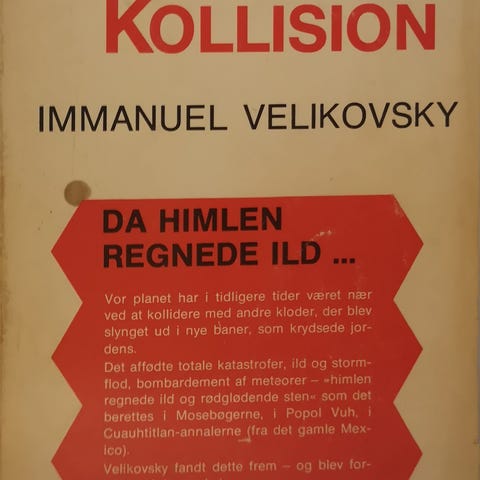 KOLLISION
IMMANUEL VELIKOVSKY
DA HIMLEN
REGNEDE ILD ...
Vor planet har i tidligere tider været nær
ved at kollidere med andre kloder, der blev
slynget ud i nye baner, som krydsede jor-
dens.
Det affødte totale katastrofer, ild og storm-
flod, bombardement af meteorer – »himlen
regnede ild og rødglødende sten« som det
berettes i Mosebøgerne, i Popol Vuh, i
Cuauhtitlan-annalerne (fra det gamle Mex-
ico).
Velikovsky fandt dette frem – og blev for-